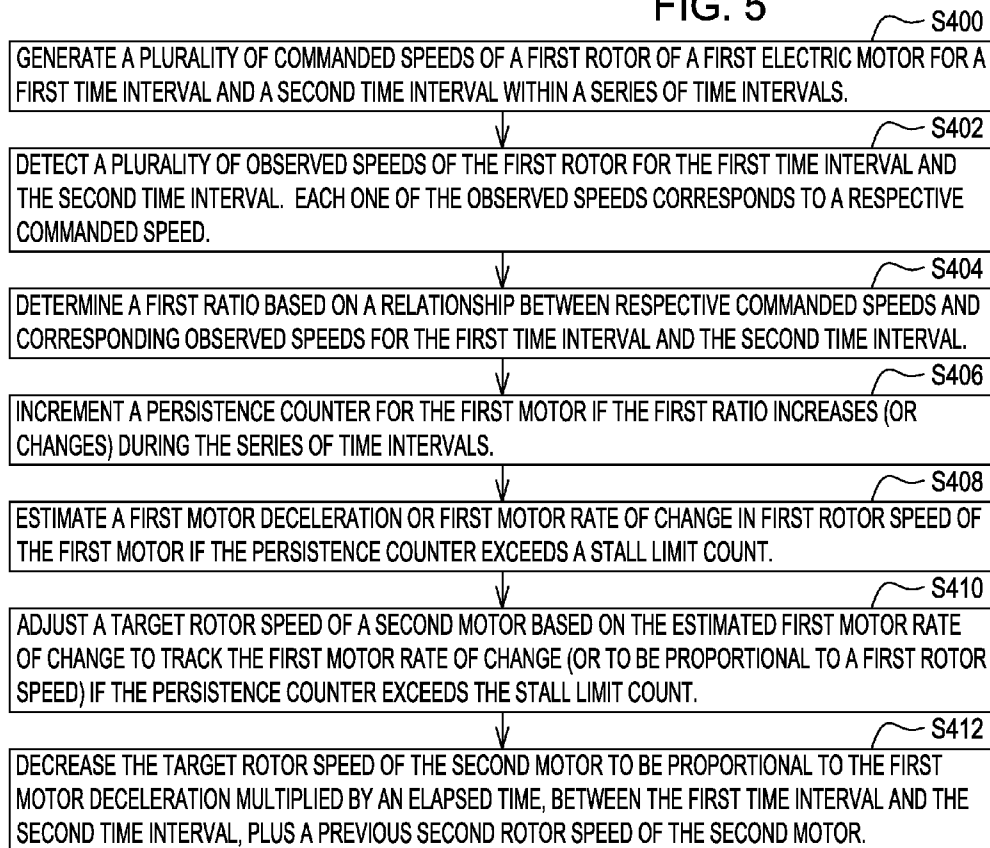 FIG. 5
S400
GENERATE A PLURALITY OF COMMANDED SPEEDS OF A FIRST ROTOR OF A FIRST ELECTRIC MOTOR FOR A
FIRST TIME INTERVAL AND A SECOND TIME INTERVAL WITHIN A SERIES OF TIME INTERVALS.
S402
DETECT A PLURALITY OF OBSERVED SPEEDS OF THE FIRST ROTOR FOR THE FIRST TIME INTERVAL AND
THE SECOND TIME INTERVAL. EACH ONE OF THE OBSERVED SPEEDS CORRESPONDS TO A RESPECTIVE
COMMANDED SPEED.
S404
DETERMINE A FIRST RATIO BASED ON A RELATIONSHIP BETWEEN RESPECTIVE COMMANDED SPEEDS AND
CORRESPONDING OBSERVED SPEEDS FOR THE FIRST TIME INTERVAL AND THE SECOND TIME INTERVAL.
S406
INCREMENT A PERSISTENCE COUNTER FOR THE FIRST MOTOR IF THE FIRST RATIO INCREASES (OR
CHANGES) DURING THE SERIES OF TIME INTERVALS.
S408
ESTIMATE A FIRST MOTOR DECELERATION OR FIRST MOTOR RATE OF CHANGE IN FIRST ROTOR SPEED OF
THE FIRST MOTOR IF THE PERSISTENCE COUNTER EXCEEDS A STALL LIMIT COUNT.
S410
ADJUST A TARGET ROTOR SPEED OF A SECOND MOTOR BASED ON THE ESTIMATED FIRST MOTOR RATE
OF CHANGE TO TRACK THE FIRST MOTOR RATE OF CHANGE (OR TO BE PROPORTIONAL TO A FIRST ROTOR
SPEED) IF THE PERSISTENCE COUNTER EXCEEDS THE STALL LIMIT COUNT.
S412
DECREASE THE TARGET ROTOR SPEED OF THE SECOND MOTOR TO BE PROPORTIONAL TO THE FIRST
MOTOR DECELERATION MULTIPLIED BY AN ELAPSED TIME, BETWEEN THE FIRST TIME INTERVAL AND THE
SECOND TIME INTERVAL, PLUS A PREVIOUS SECOND ROTOR SPEED OF THE SECOND MOTOR.